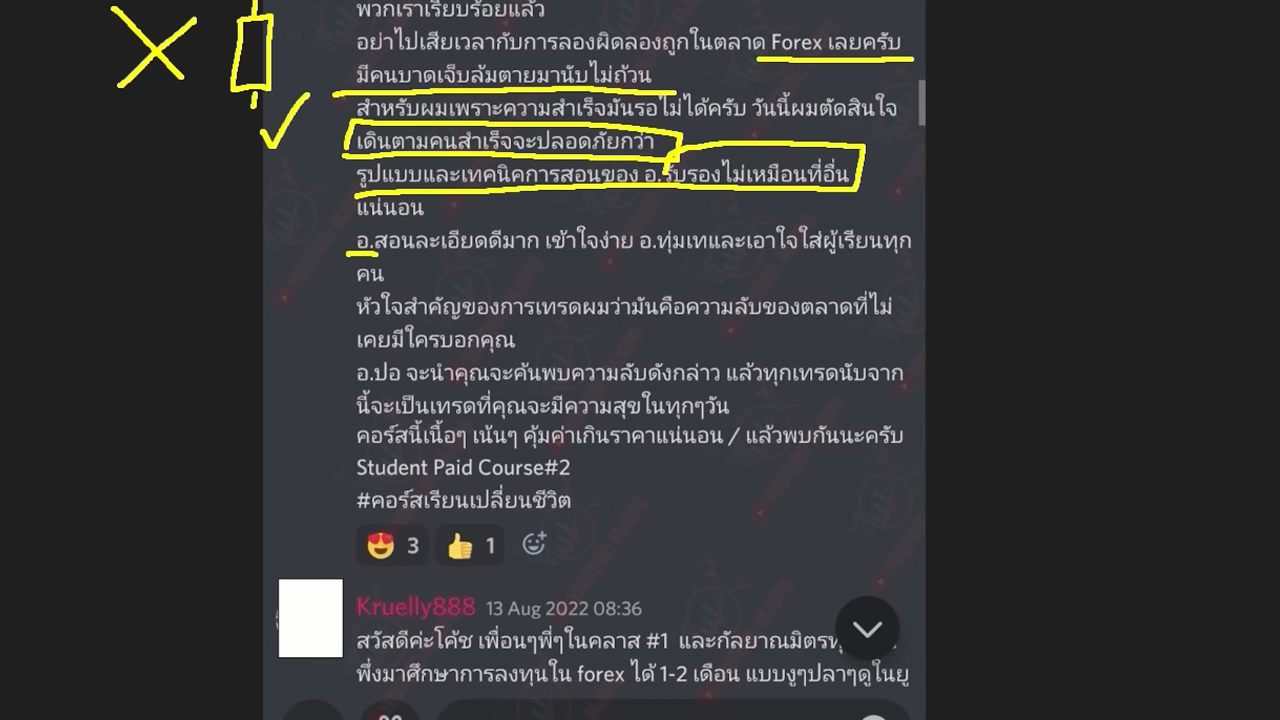 พวกเราเรียบร้อยแล้ว
อย่าไปเสียเวลากับการลองผิดลองถูกในตลาด Forex เลยครับ
มีคนบาดเจ็บล้มตายมานับไม่ถ้วน
สำหรับผมเพราะความสำเร็จมันรอไม่ได้ครับ วันนี้ผมตัดสินใจ
เดินตามคนสำเร็จจะปลอดภัยกว่า
รูปแบบและเทคนิคการสอนของ อ.รับรองไม่เหมือนที่อื่น
แน่นอน
อ.สอนละเอียดดีมาก เข้าใจง่าย อ.ทุ่มเทและเอาใจใส่ผู้เรียนทุก
คน
หัวใจสำคัญของการเทรดผมว่ามันคือความลับของตลาดที่ไม่
เคยมีใครบอกคุณ
อ.ปอ จะนำคุณจะค้นพบความลับดังกล่าว แล้วทุกเทรดนับจาก
นี้จะเป็นเทรดที่คุณจะมีความสุขในทุกๆวัน
คอร์สนี้เนื้อๆ เน้นๆ คุ้มค่าเกินราคาแน่นอน / แล้วพบกันนะครับ
Student Paid Course#2
#คอร์สเรียนเปลี่ยนชีวิต
3 1
Kruelly888 13 Aug 2022 08:36
สวัสดีค่ะโค้ช เพื่อนๆพี่ๆในคลาส #1 และกัลยาณมิตร
พึ่งมาศึกษาการลงทุนใน forex ได้ 1-2 เดือน แบบงูๆปลาๆดูในยู